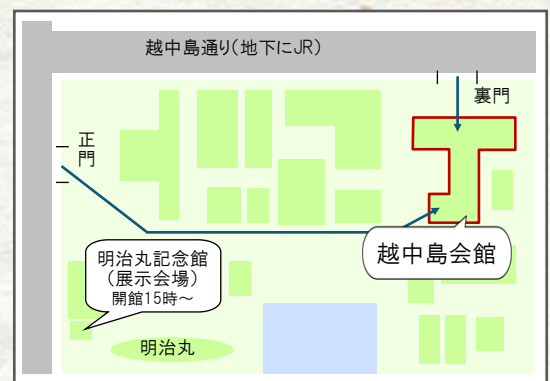 越中島通り(地下にJR)
裏門
正門
越中島会館
明治丸記念館
(展示会場)
開館15時~
明治丸